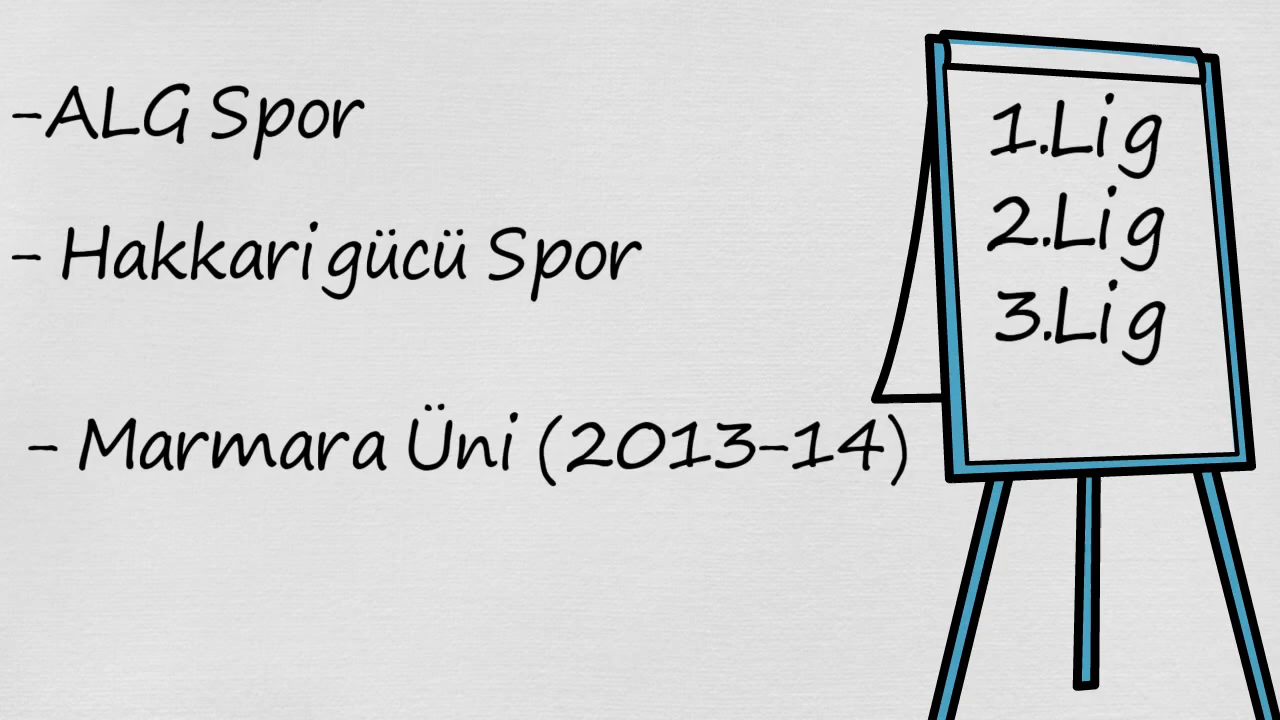 -ALG Spor
- Hakkarigücü Spor
- Marmara Üni (2013-14)
1.Lig
2.Lig
3.Lig